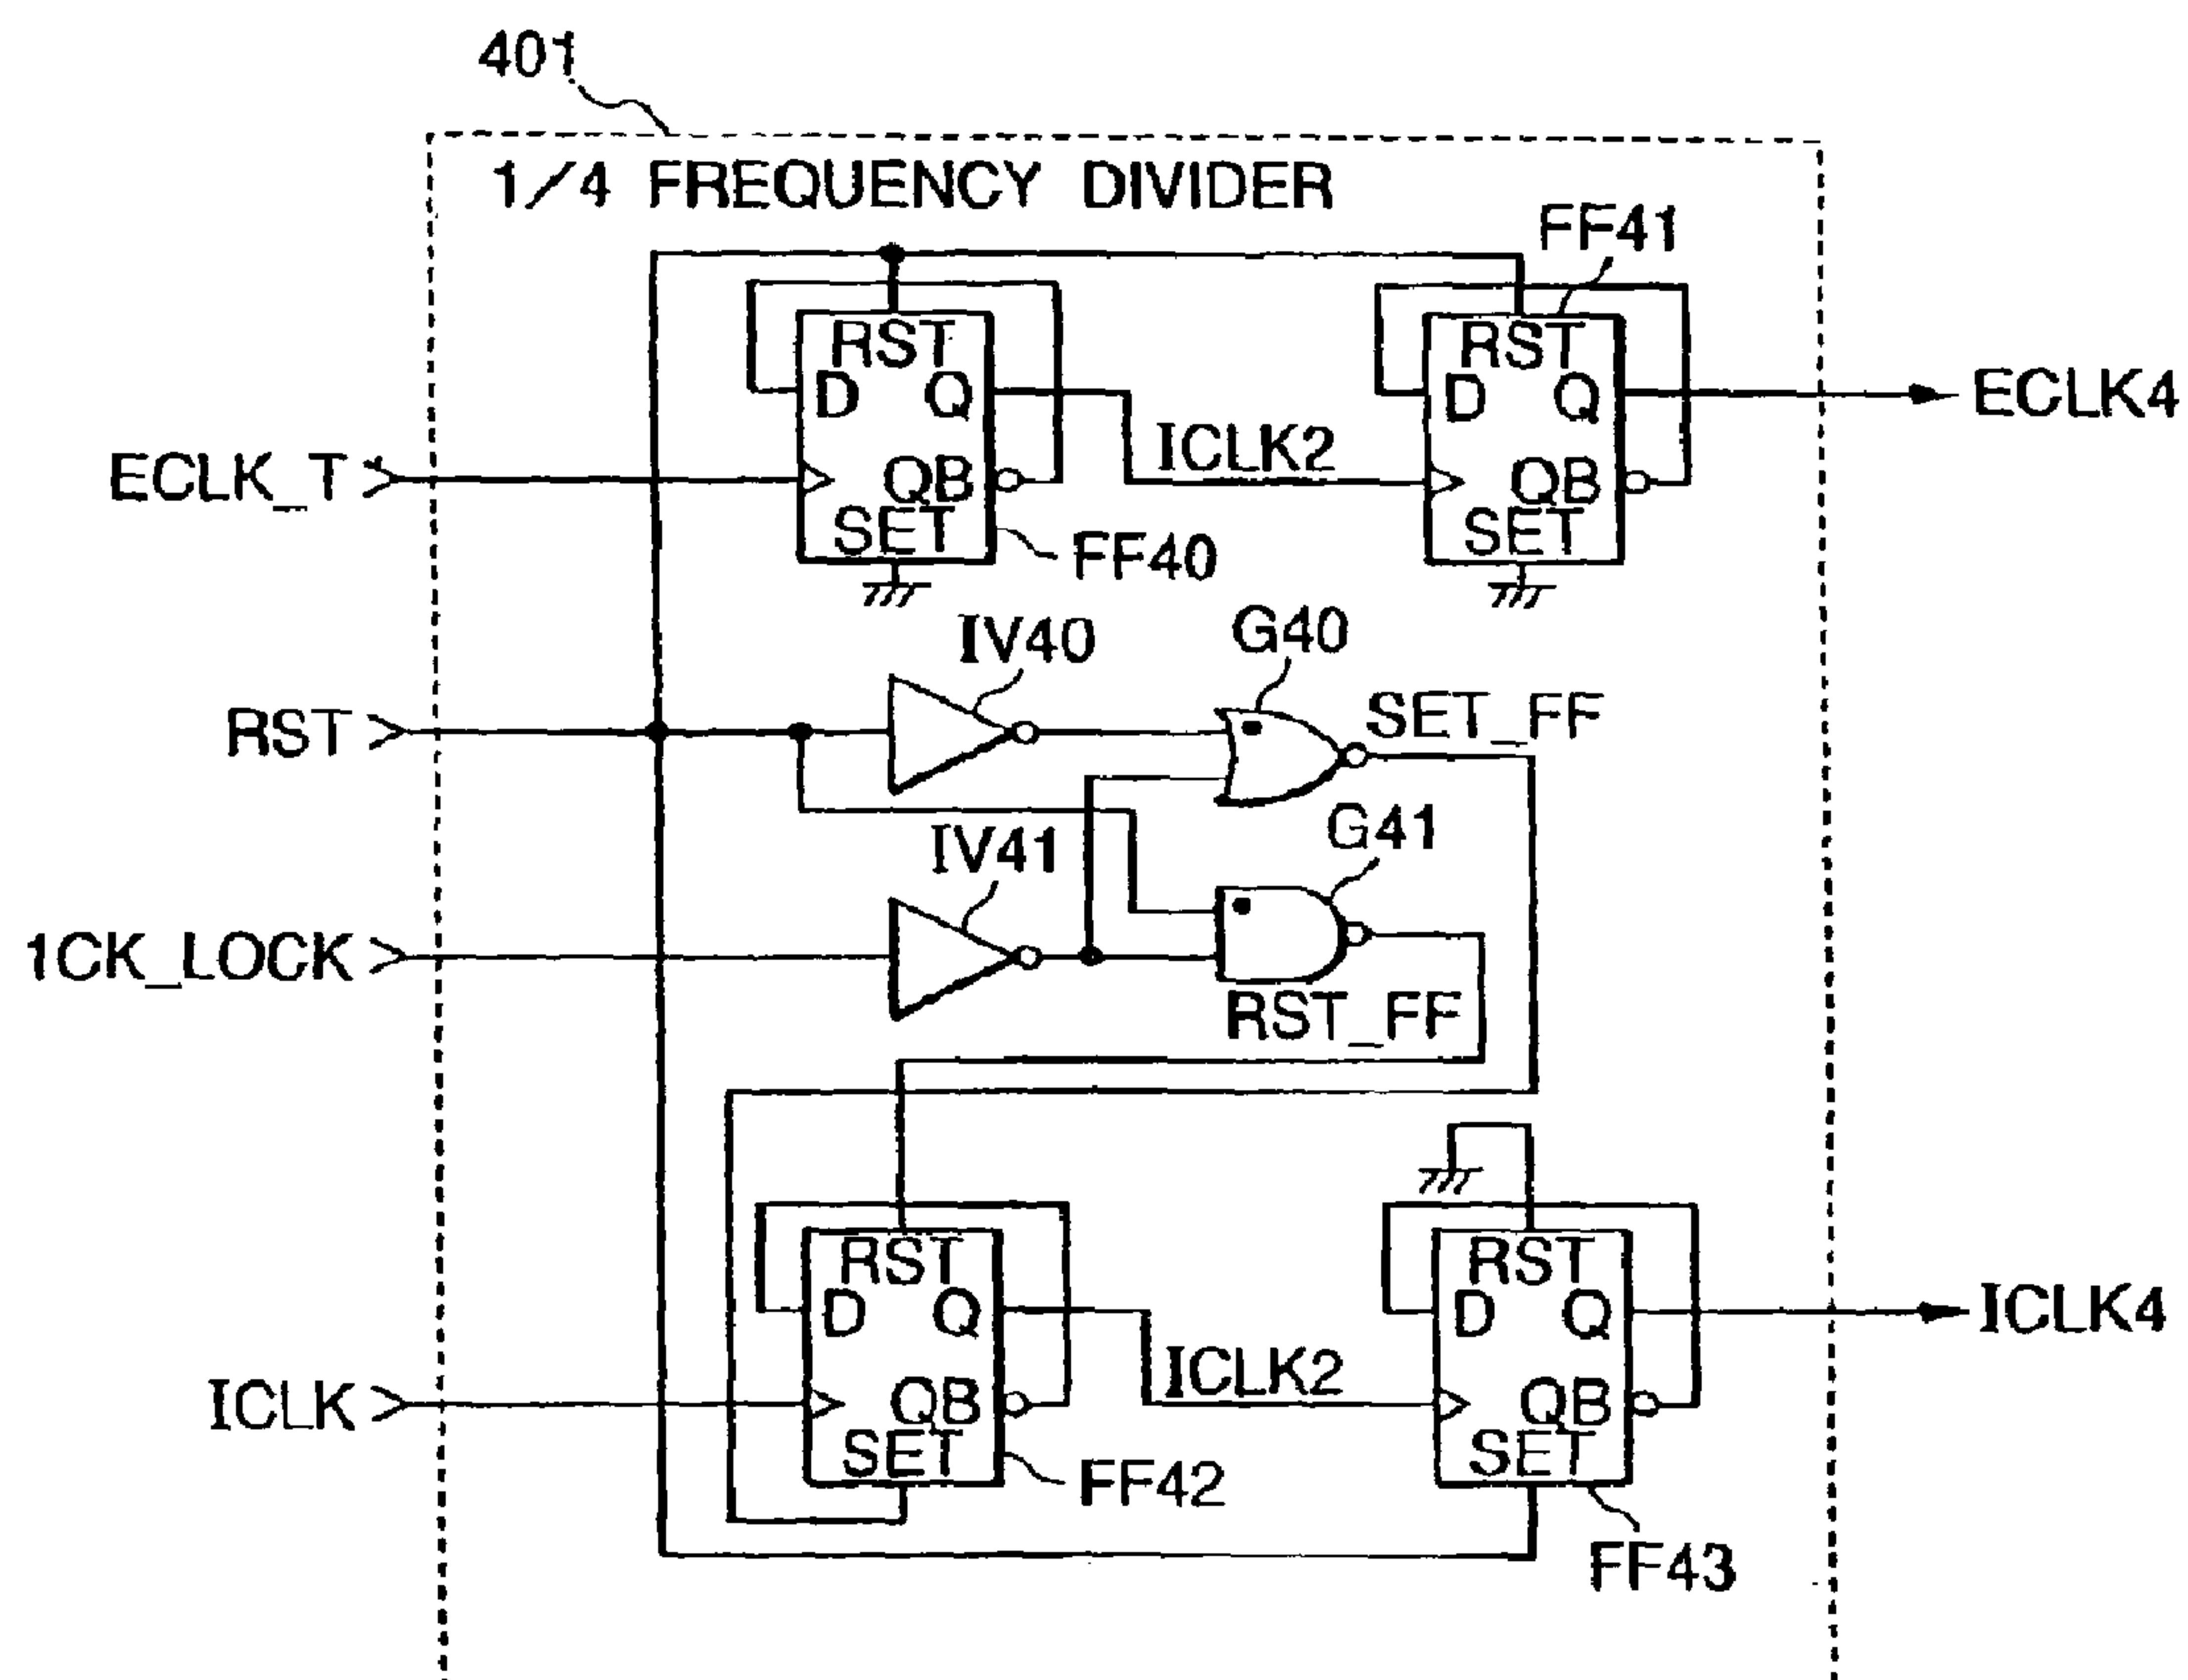 401
1/4 FREQUENCY DIVIDER
FF41
RST
D Q
QB
SET
FF40
ICLK2
RST
D Q
QB
SET
ECLK4
ECLK_T
IV40
G40
SET_FF
RST
IV41
G41
1CK_LOCK
RST_FF
RST
D Q
QB
SET
FF42
ICLK2
RST
D Q
QB
SET
FF43
ICLK4
ICLK